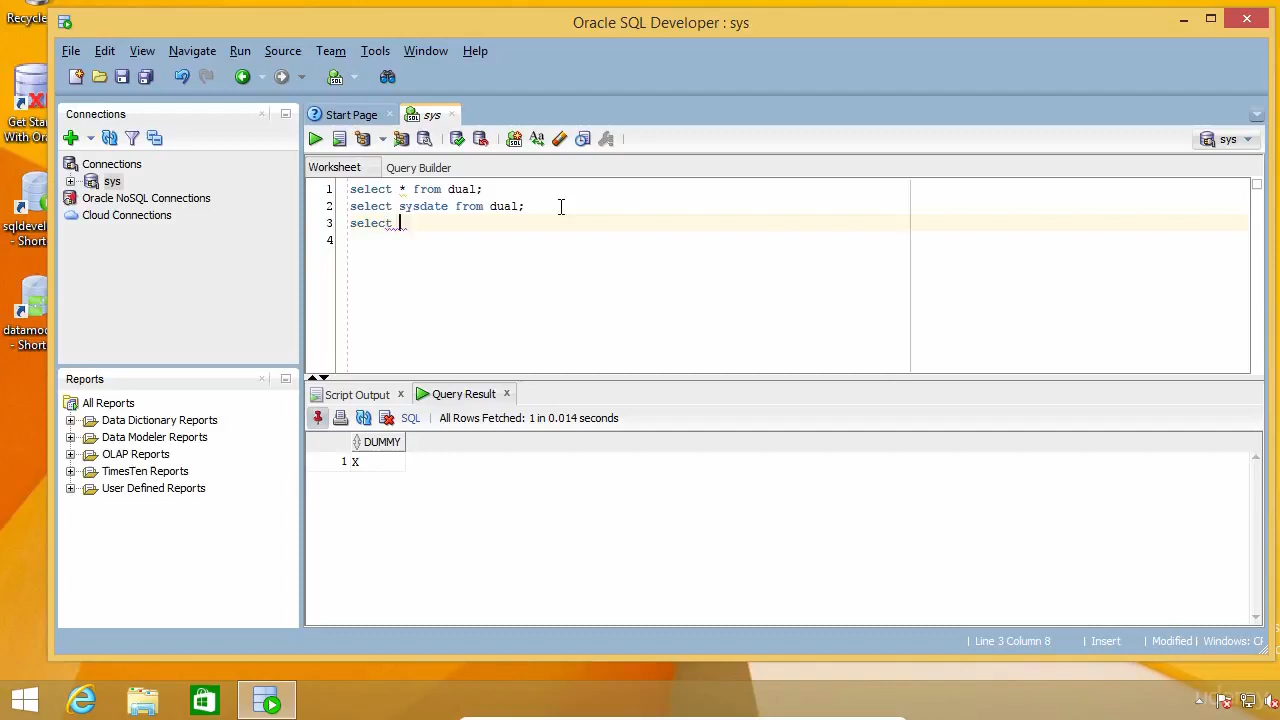 Recycle
Oracle SQL Developer : sys
File Edit View Navigate Run Source Team Tools Window Help
Get Star
With Or
sqldevel
- Short
datamod
- Short
Connections
Connections
sys
Oracle NoSQL Connections
Cloud Connections
Reports
All Reports
Data Dictionary Reports
Data Modeler Reports
OLAP Reports
TimesTen Reports
User Defined Reports
Start Page sys
sys
Worksheet Query Builder
1 select * from dual;
2 select sysdate from dual;
3 select
4
Script Output Query Result
SQL All Rows Fetched: 1 in 0.014 seconds
DUMMY
1 X
Line 3 Column 8 Insert Modified Windows: CF